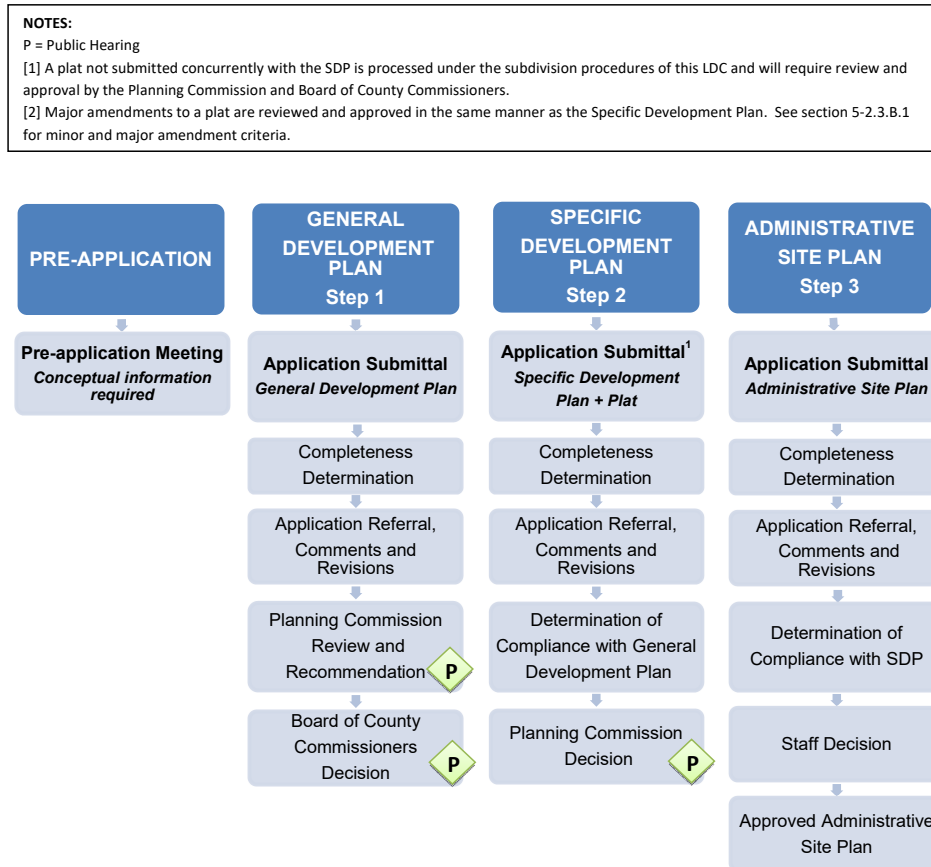 NOTES:
P = Public Hearing
[1] A plat not submitted concurrently with the SDP is processed under the subdivision procedures of this LDC and will require review and
approval by the Planning Commission and Board of County Commissioners.
[2] Major amendments to a plat are reviewed and approved in the same manner as the Specific Development Plan. See section 5-2.3.B.1
for minor and major amendment criteria.
PRE-APPLICATION
Pre-application Meeting
Conceptual information
required
GENERAL
DEVELOPMENT
PLAN
Step 1
Application Submittal
General Development Plan
Completeness
Determination
Application Referral,
Comments and
Revisions
Planning Commission
Review and
Recommendation
P
Board of County
Commissioners
Decision
P
SPECIFIC
DEVELOPMENT
PLAN
Step 2
Application Submittal1
Specific Development
Plan + Plat
Completeness
Determination
Application Referral,
Comments and
Revisions
Determination of
Compliance with General
Development Plan
Planning Commission
Decision
P
ADMINISTRATIVE
SITE PLAN
Step 3
Application Submittal
Administrative Site Plan
Completeness
Determination
Application Referral,
Comments and
Revisions
Determination of
Compliance with SDP
Staff Decision
Approved Administrative
Site Plan